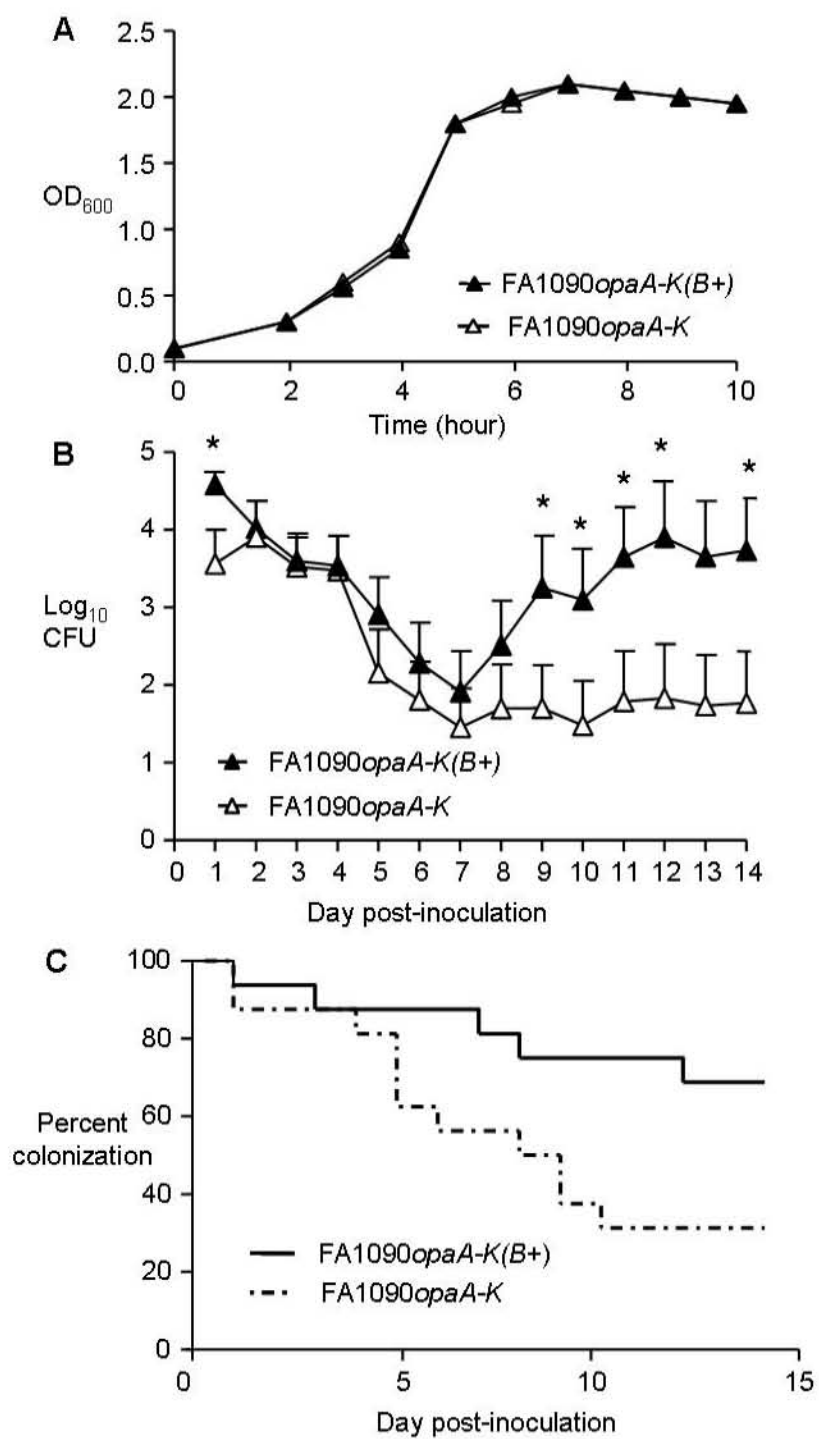 A
2.5
2.0
1.5
OD600
1.0
0.5
0.0
FA1090opaA-K(B+)
FA1090opaA-K
0 2 4 6 8 10
Time (hour)
B
5
4
3
Log10
CFU
2
1
0
* * * * * *
FA1090opaA-K(B+)
FA1090opaA-K
0 1 2 3 4 5 6 7 8 9 10 11 12 13 14
Day post-inoculation
C
100
80
60
Percent
colonization
40
20
0
FA1090opaA-K(B+)
FA1090opaA-K
0 5 10 15
Day post-inoculation